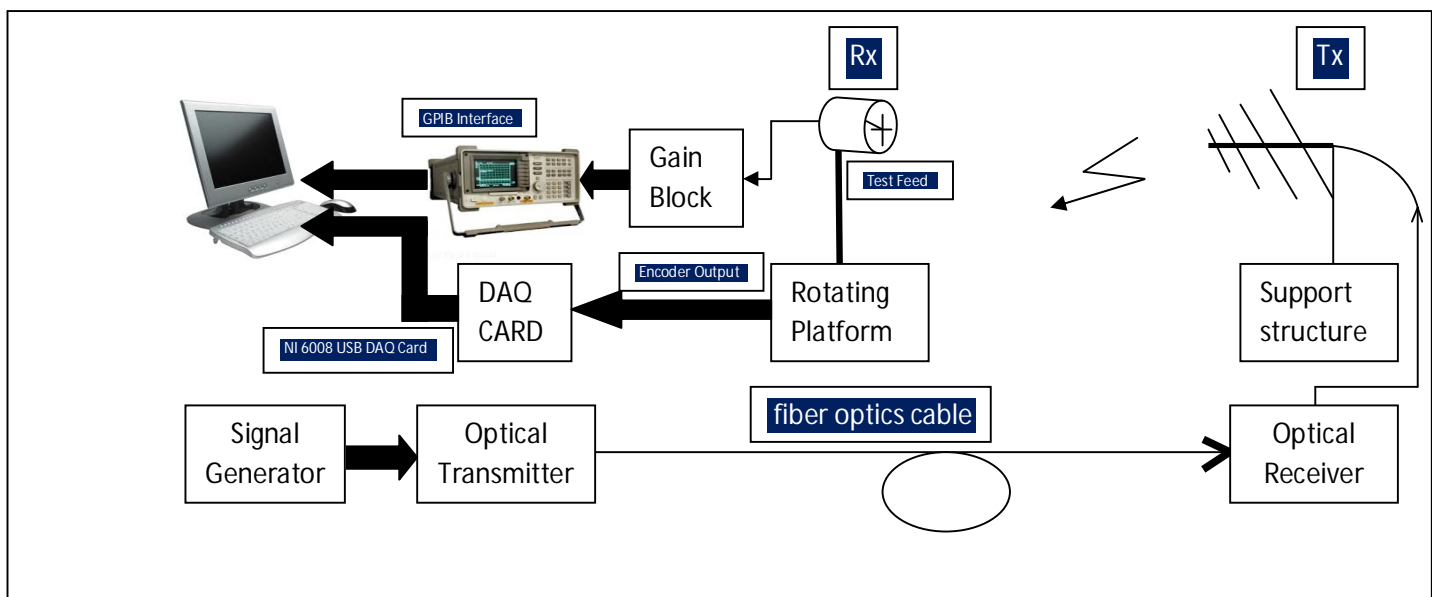 Rx
Tx
GPIB Interface
Gain
Block
Test Feed
Encoder Output
DAQ
CARD
Rotating
Platform
Support
structure
NI 6008 USB DAQ Card
fiber optics cable
Signal
Generator
Optical
Transmitter
Optical
Receiver